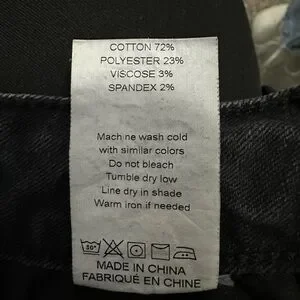 COTTON 72%
POLYESTER 23%
VISCOSE 3%
SPANDEX 2%
Machine wash cold
with similar colors
Do not bleach
Tumble dry low
Line dry in shade
Warm iron if needed
30°
MADE IN CHINA
FABRIQUÉ EN CHINE